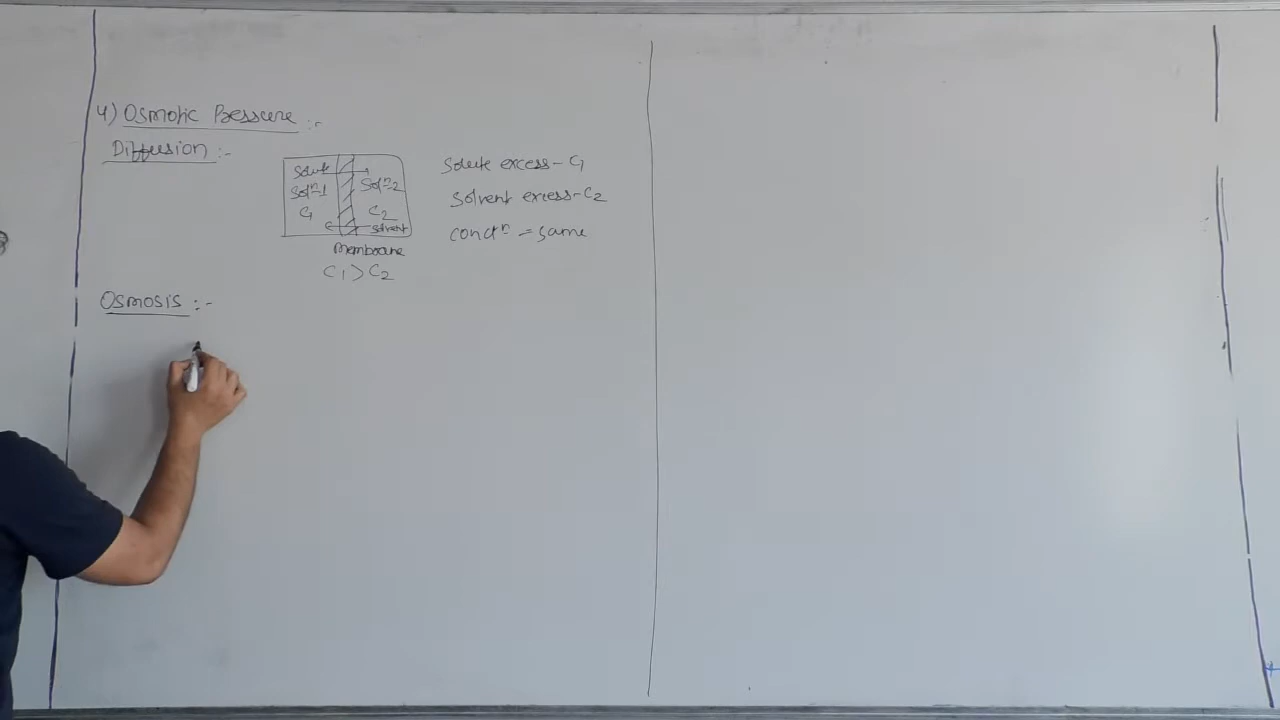 4) Osmotic Pressure :-
Diffusion :-
Solute
Solⁿ-1
Solⁿ-2
C₁
C₂
solvent
Membrane
C₁ > C₂
Solute excess - C₁
Solvent excess - C₂
concⁿ = same
Osmosis :-